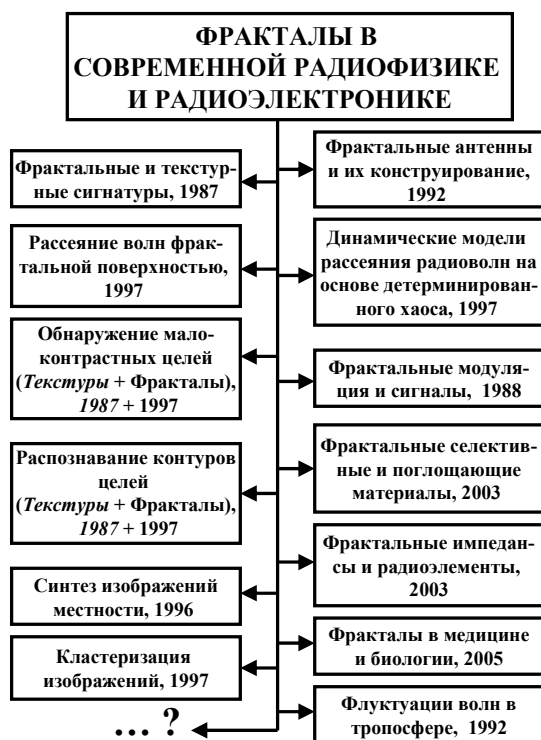 ФРАКТАЛЫ В
СОВРЕМЕННОЙ РАДИОФИЗИКЕ
И РАДИОЭЛЕКТРОНИКЕ
Фрактальные и текстур-
ные сигнатуры, 1987
Рассеяние волн фрак-
тальной поверхностью,
1997
Обнаружение мало-
контрастных целей
(Текстуры + Фракталы),
1987 + 1997
Распознавание контуров
целей
(Текстуры + Фракталы),
1987 + 1997
Синтез изображений
местности, 1996
Кластеризация
изображений, 1997
... ?
Фрактальные антенны
и их конструирование,
1992
Динамические модели
рассеяния радиоволн на
основе детерминирован-
ного хаоса, 1997
Фрактальные модуля-
ция и сигналы, 1988
Фрактальные селектив-
ные и поглощающие
материалы, 2003
Фрактальные импедан-
сы и радиоэлементы,
2003
Фракталы в медицине
и биологии, 2005
Флуктуации волн в
тропосфере, 1992